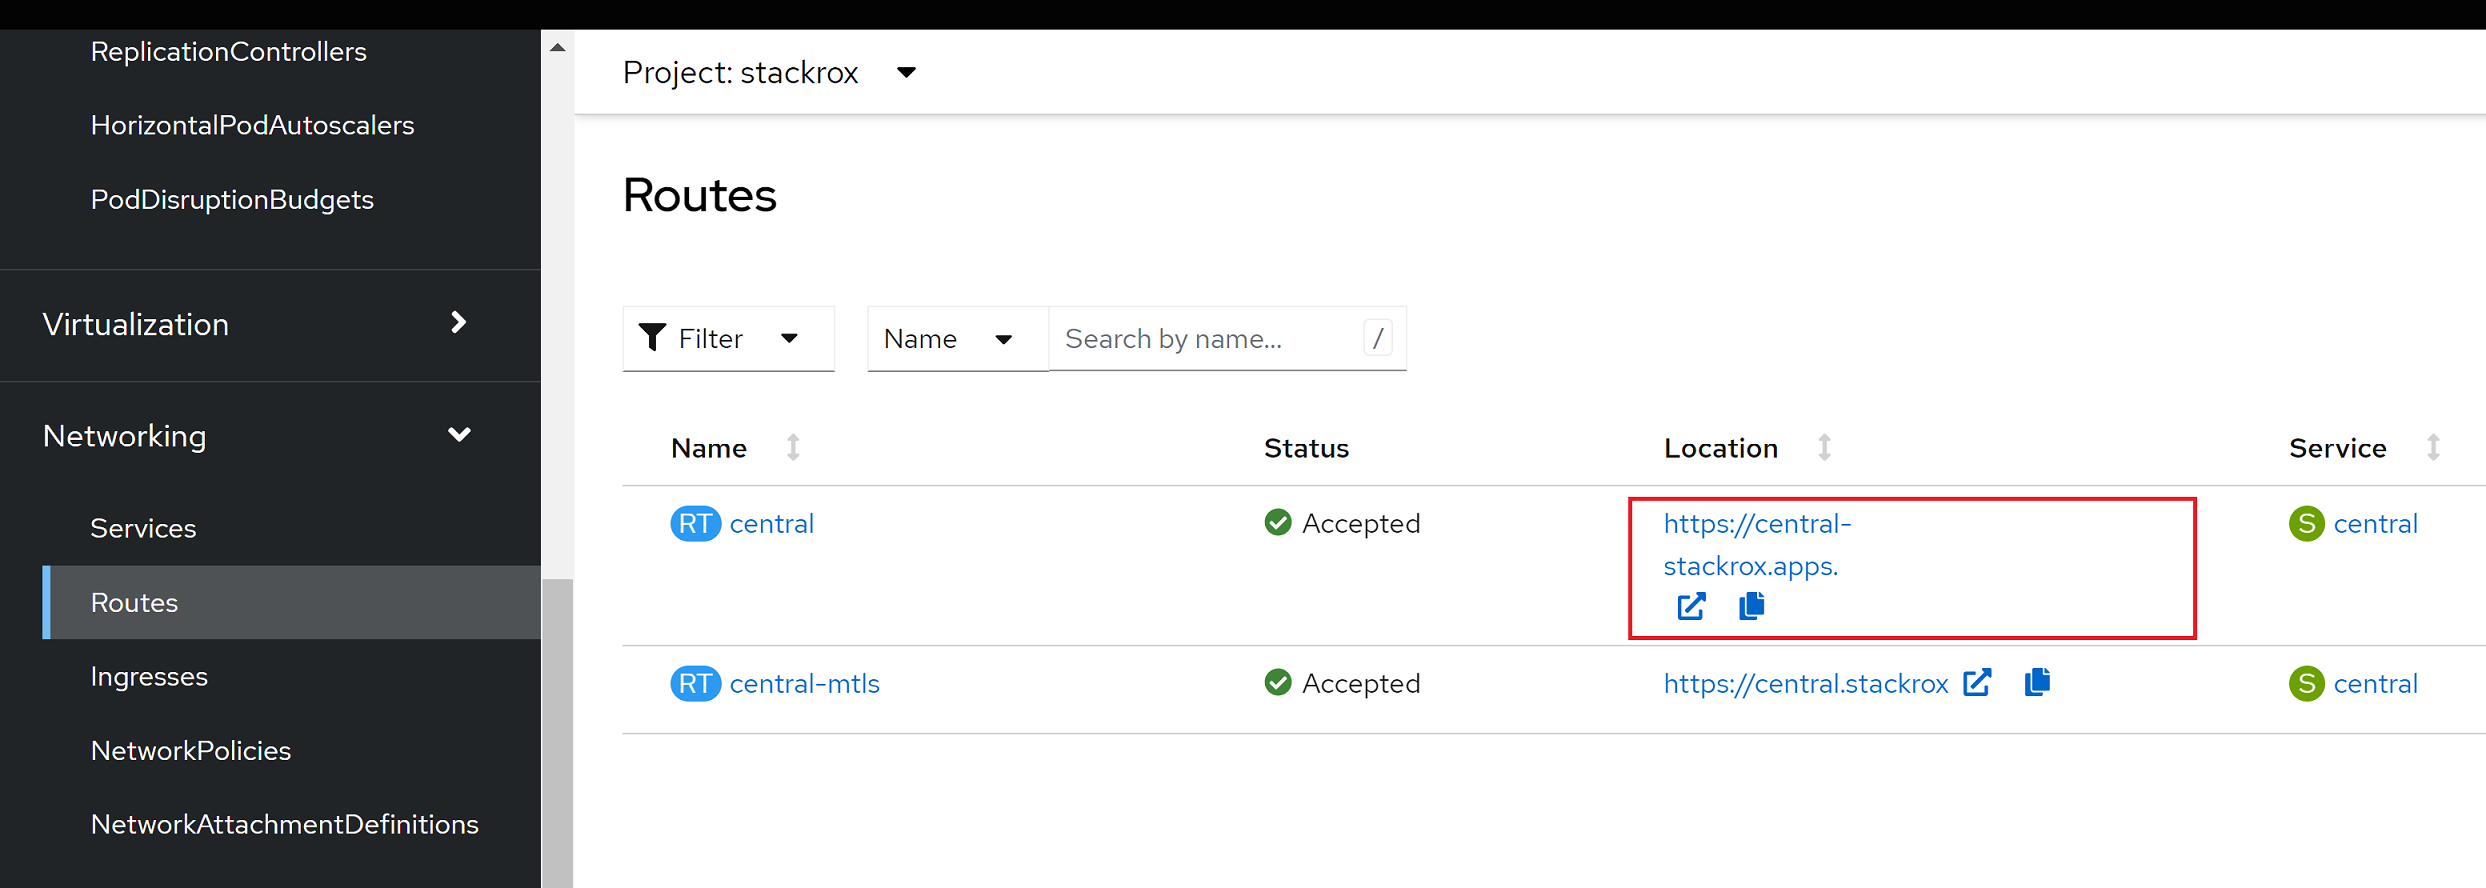 ReplicationControllers
HorizontalPodAutoscalers
PodDisruptionBudgets
Virtualization
Networking
Services
Routes
Ingresses
NetworkPolicies
NetworkAttachmentDefinitions
Project: stackrox
Routes
Filter
Name
Search by name...
/
Name Status Location Service
RT central Accepted https://central-
stackrox.apps.
S central
RT central-mtls Accepted https://central.stackrox S central